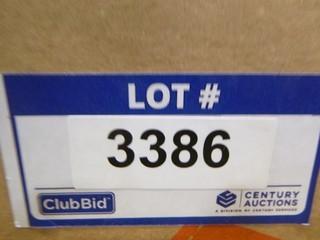 LOT #
3386
ClubBid
CENTURY
AUCTIONS
A DIVISION OF CENTURY SERVICES